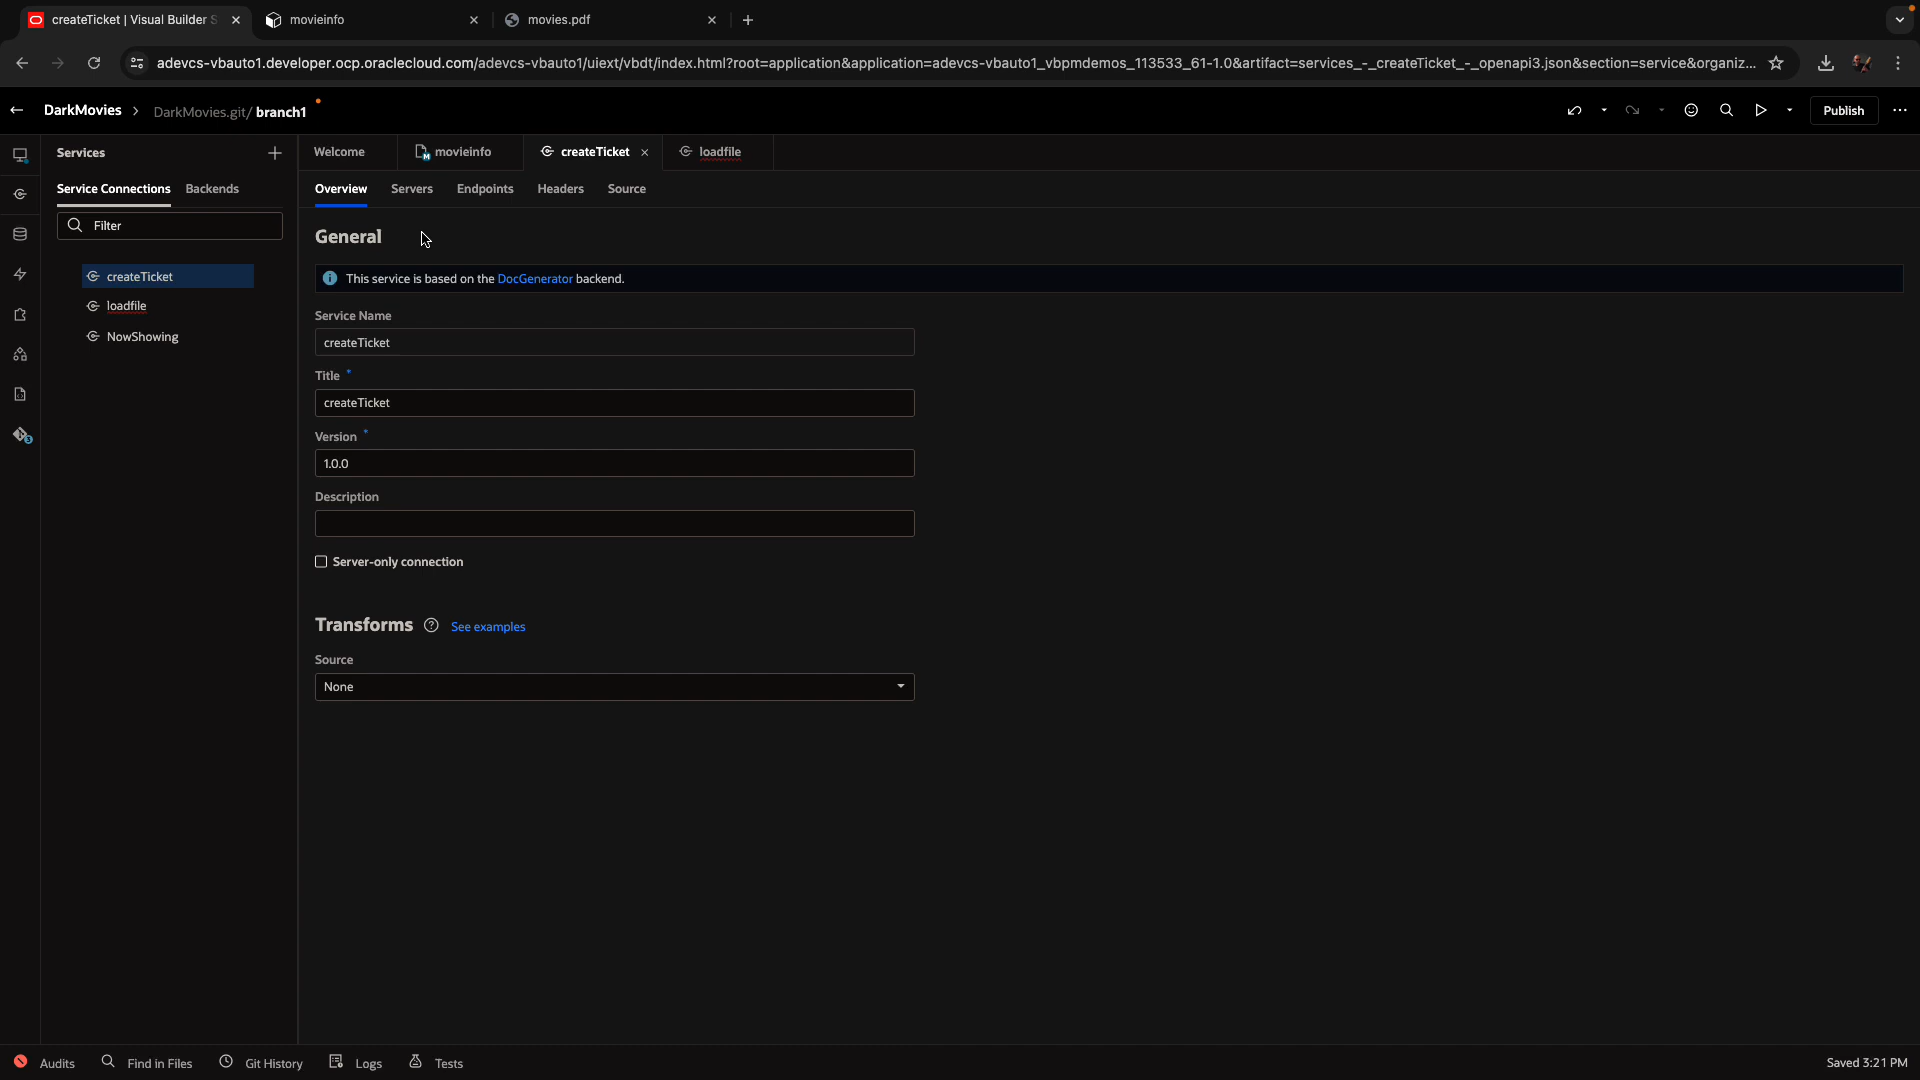 createTicket | Visual Builder S
movieinfo
movies.pdf
adevcs-vbauto1.developer.ocp.oraclecloud.com/adevcs-vbauto1/uiext/vbdt/index.html?root=application&application=adevcs-vbauto1_vbpmdemos_113533_61-1.0&artifact=services_-_createTicket_-_openapi3.json&section=service&organiz...
DarkMovies > DarkMovies.git/ branch1
Publish
Services
Service Connections
Backends
Filter
createTicket
loadfile
NowShowing
Welcome
movieinfo
createTicket
loadfile
Overview
Servers
Endpoints
Headers
Source
General
This service is based on the DocGenerator backend.
Service Name
createTicket
Title *
createTicket
Version *
1.0.0
Description
Server-only connection
Transforms ? See examples
Source
None
3
Audits
Find in Files
Git History
Logs
Tests
Saved 3:21 PM